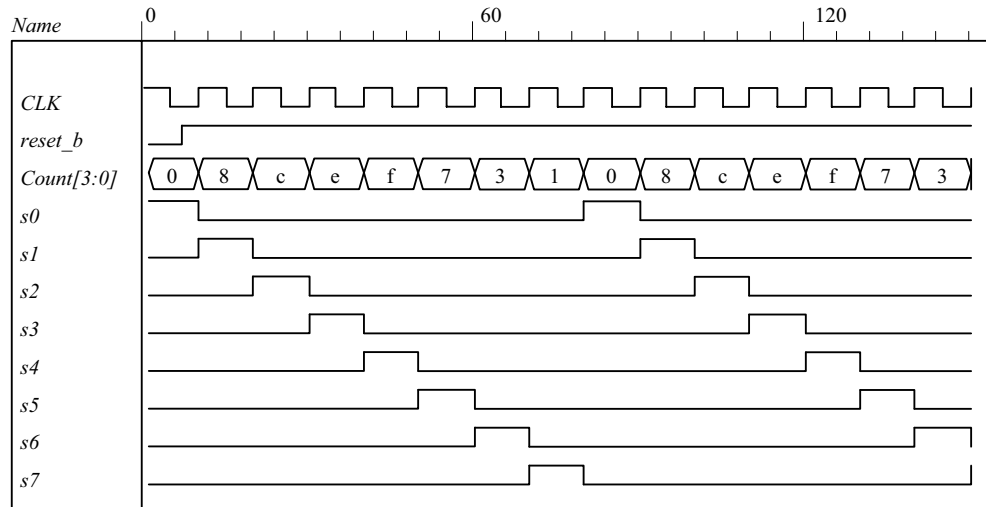 Name 0 60 120
CLK
reset_b
Count[3:0] 0 8 c e f 7 3 1 0 8 c e f 7 3
s0
s1
s2
s3
s4
s5
s6
s7